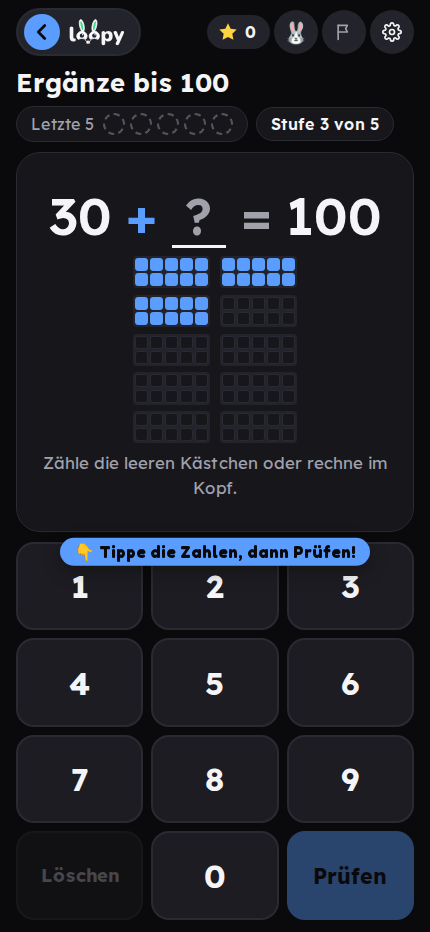 loopy
0
Ergänze bis 100
Letzte 5
Stufe 3 von 5
30 + ? = 100
Zähle die leeren Kästchen oder rechne im
Kopf.
👇 Tippe die Zahlen, dann Prüfen!
1 2 3
4 5 6
7 8 9
Löschen 0 Prüfen